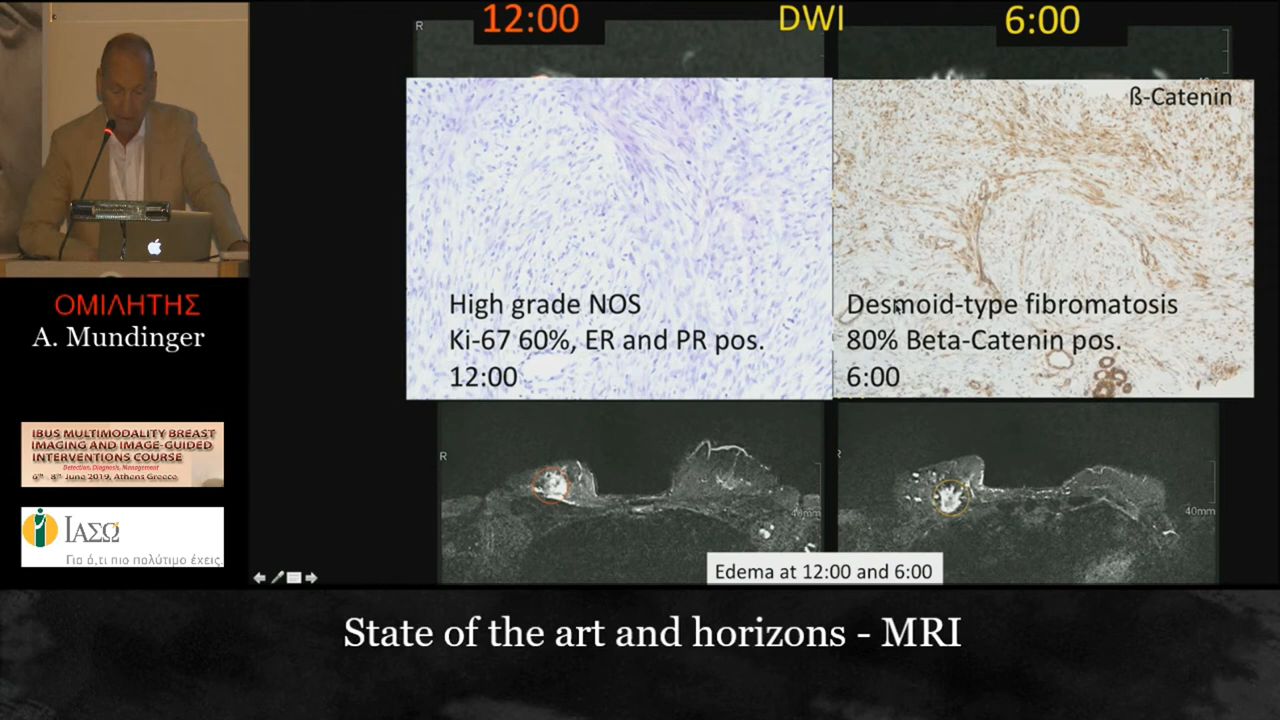 12:00
DWI
6:00
R
ß-Catenin
High grade NOS
Ki-67 60%, ER and PR pos.
12:00
Desmoid-type fibromatosis
80% Beta-Catenin pos.
6:00
ΟΜΙΛΗΤΗΣ
A. Mundinger
IBUS MULTIMODALITY BREAST
IMAGING AND IMAGE-GUIDED
INTERVENTIONS COURSE
Detection, Diagnosis, Management
6th - 8th June 2019, Athens Greece
ΙΑΣΩ
Για ό,τι πιο πολύτιμο έχεις.
R
R
40mm
40mm
Edema at 12:00 and 6:00
State of the art and horizons - MRI